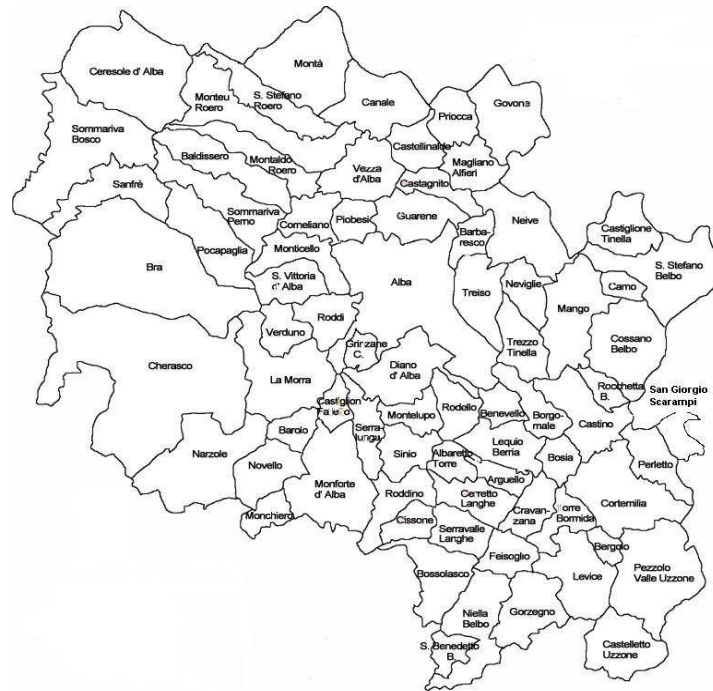 Montà
Ceresole d' Alba
S. Stefano
Roero
Monteu
Roero
Canale
Govone
Priocca
Sommariva
Bosco
Castellinaldo
Baldissero
Montaldo
Roero
Vezza
d'Alba
Magliano
Alfieri
Sanfrè
Castagnito
Sommariva
Perno
Corneliano
Piobesi
Guarene
Neive
Barba-
resco
Castiglione
Tinella
Pocapaglia
Monticello
Bra
S. Vittoria
d' Alba
Alba
S. Stefano
Belbo
Treiso
Neviglie
Camo
Mango
Verduno
Roddi
Grinzane
C.
Trezzo
Tinella
Cossano
Belbo
Cherasco
Diano
d' Alba
La Morra
Rocchetta
B.
San Giorgio
Scarampi
Castiglion
Falletto
Montelupo
Rodello
Benevello
Borgo-
male
Castino
Barolo
Serra-
lunga
Lequio
Berria
Narzole
Novello
Sinio
Albaretto
Torre
Bosia
Perletto
Monforte
d' Alba
Arguello
Roddino
Cerretto
Langhe
Cravan-
zana
Torre
Bormida
Cortemilia
Monchiero
Cissone
Serravalle
Langhe
Feisoglio
Bergolo
Bossolasco
Levice
Pezzolo
Valle Uzzone
Niella
Belbo
Gorzegno
S. Benedetto
B.
Castelletto
Uzzone